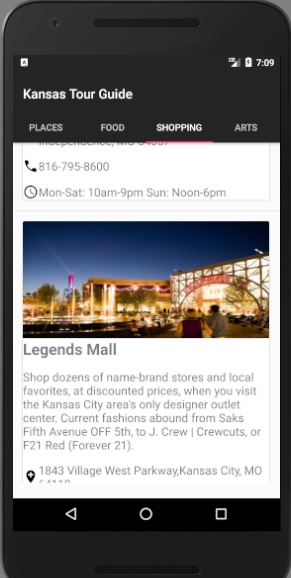 7:09
Kansas Tour Guide
PLACES FOOD SHOPPING ARTS
Independence, MO 64057
816-795-8600
Mon-Sat: 10am-9pm Sun: Noon-6pm
Legends Mall
Shop dozens of name-brand stores and local
favorites, at discounted prices, when you visit
the Kansas City area's only designer outlet
center. Current fashions abound from Saks
Fifth Avenue OFF 5th, to J. Crew | Crewcuts, or
F21 Red (Forever 21).
1843 Village West Parkway,Kansas City, MO